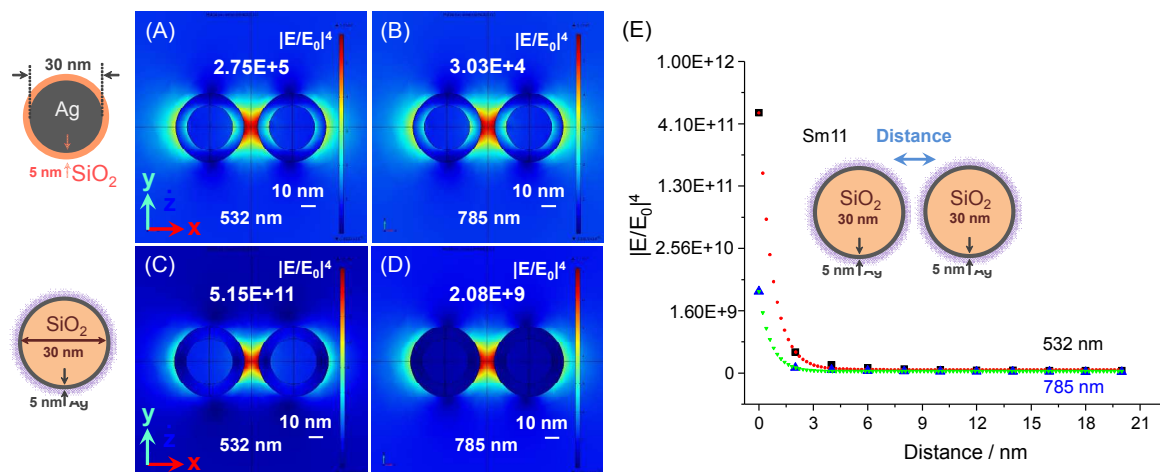 30 nm
Ag
5 nm SiO2
SiO2
30 nm
5 nm Ag
(A)
|E/E0|^4
2.75E+5
10 nm
y
z
x
532 nm
(B)
|E/E0|^4
3.03E+4
10 nm
785 nm
(C)
|E/E0|^4
5.15E+11
10 nm
y
z
x
532 nm
(D)
|E/E0|^4
2.08E+9
10 nm
785 nm
(E)
|E/E0|^4
1.00E+12
4.10E+11
1.30E+11
2.56E+10
1.60E+9
0
Sm11
Distance
SiO2
30 nm
5 nm Ag
SiO2
30 nm
5 nm Ag
532 nm
785 nm
0 3 6 9 12 15 18 21
Distance / nm